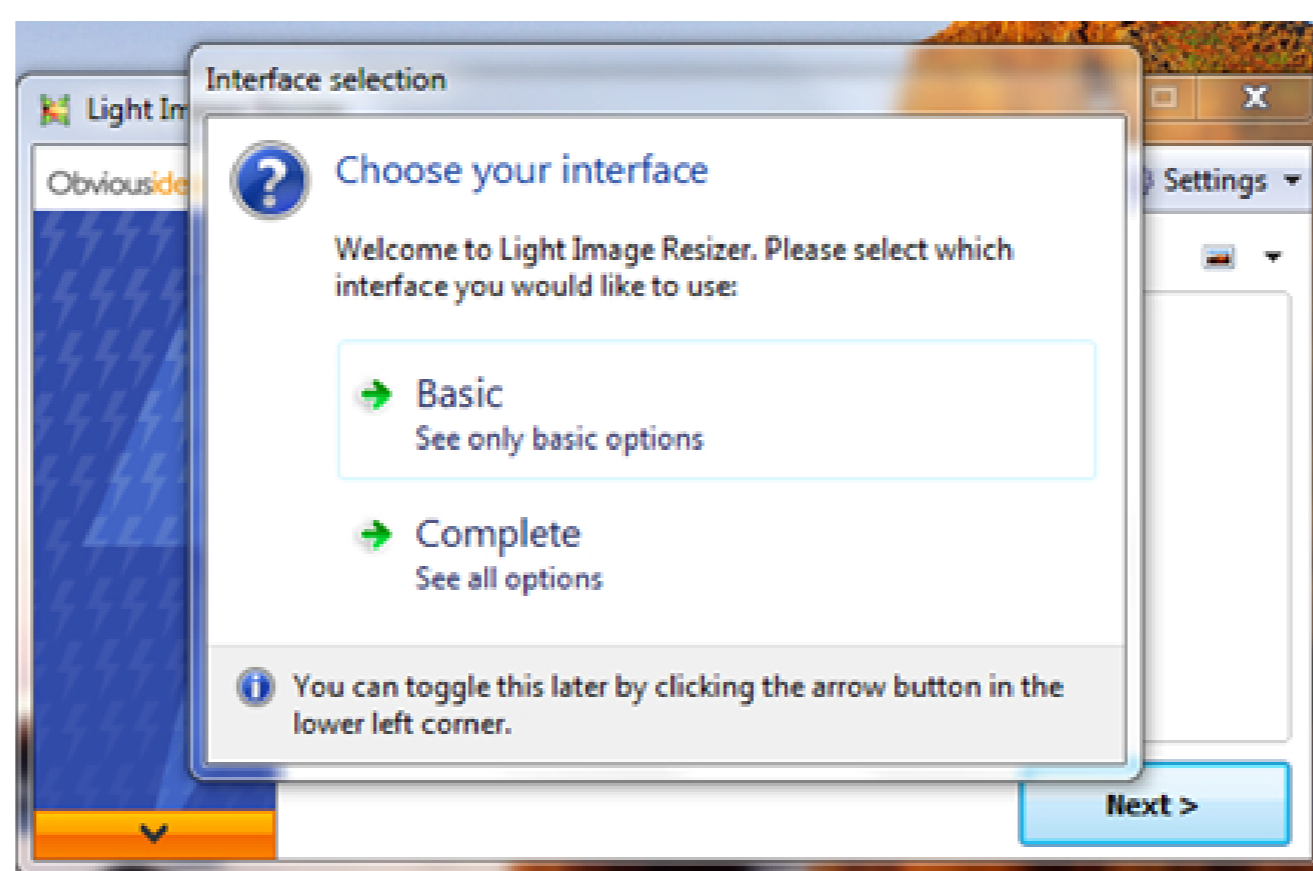 Interface selection
Light Im
Obviouside
Settings
Choose your interface
Welcome to Light Image Resizer. Please select which
interface you would like to use:
Basic
See only basic options
Complete
See all options
You can toggle this later by clicking the arrow button in the
lower left corner.
Next >